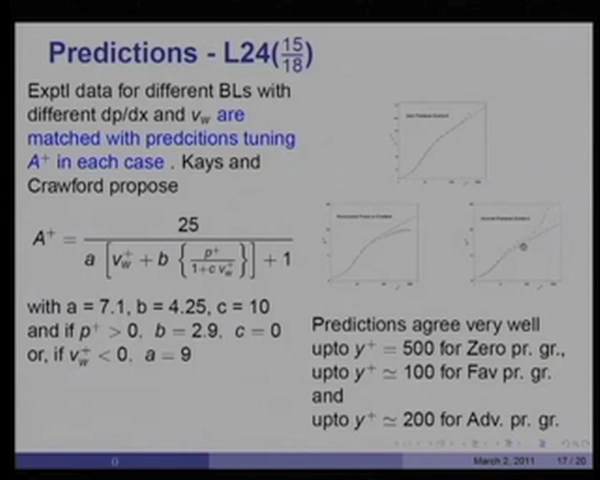 Predictions - L24(15/18)
Exptl data for different BLs with
different dp/dx and v_w are
matched with predcitions tuning
A⁺ in each case . Kays and
Crawford propose
A⁺ = 25 / (a [v_w⁺ + b {p⁺ / (1+c v_w⁺)}] + 1)
with a = 7.1, b = 4.25, c = 10
and if p⁺ > 0, b = 2.9, c = 0
or, if v_w⁺ < 0, a = 9
Predictions agree very well
upto y⁺ = 500 for Zero pr. gr.,
upto y⁺ ≃ 100 for Fav pr. gr.
and
upto y⁺ ≃ 200 for Adv. pr. gr.
()
March 2, 2011
17 / 20